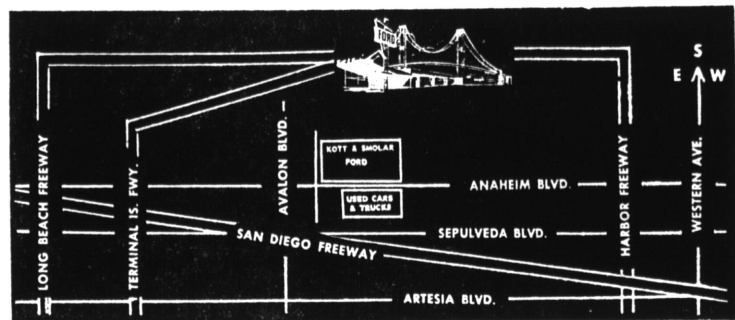 FORD
S
E W
KOTT & SMOLAR
FORD
USED CARS
& TRUCKS
LONG BEACH FREEWAY
TERMINAL IS. FWY.
AVALON BLVD.
HARBOR FREEWAY
WESTERN AVE.
ANAHEIM BLVD.
SEPULVEDA BLVD.
SAN DIEGO FREEWAY
ARTESIA BLVD.